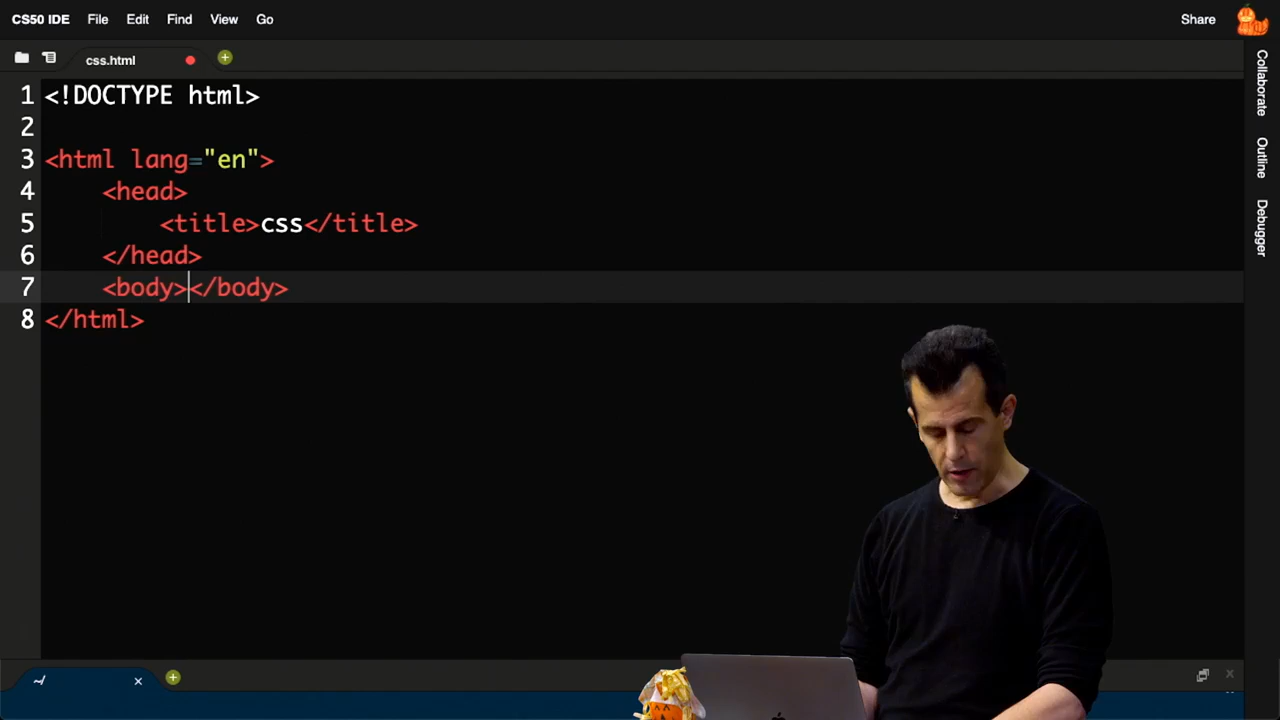 CS50 IDE File Edit Find View Go Share
css.html
1 <!DOCTYPE html>
2
3 <html lang="en">
4     <head>
5         <title>css</title>
6     </head>
7     <body></body>
8 </html>
Collaborate
Outline
Debugger